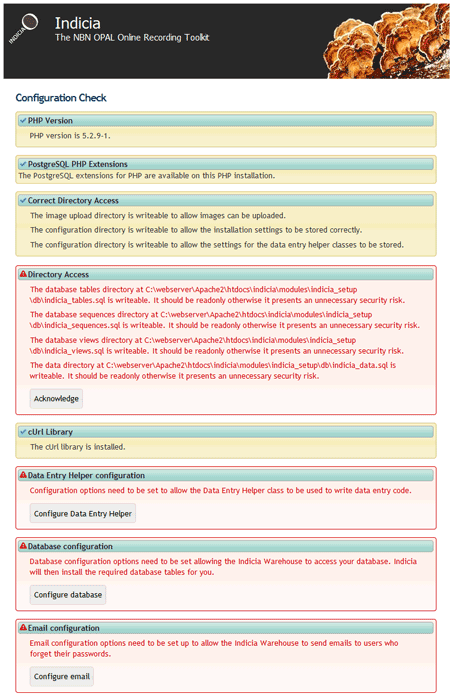 INDICIA
Indicia
The NBN OPAL Online Recording Toolkit
Configuration Check
PHP Version
PHP version is 5.2.9-1.
PostgreSQL PHP Extensions
The PostgreSQL extensions for PHP are available on this PHP installation.
Correct Directory Access
The image upload directory is writeable to allow images can be uploaded.
The configuration directory is writeable to allow the installation settings to be stored correctly.
The configuration directory is writeable to allow the settings for the data entry helper classes to be stored.
Directory Access
The database tables directory at C:\webserver\Apache2\htdocs\indicia\modules\indicia_setup
\db\indicia_tables.sql is writeable. It should be readonly otherwise it presents an unnecessary security risk.
The database sequences directory at C:\webserver\Apache2\htdocs\indicia\modules\indicia_setup
\db\indicia_sequences.sql is writeable. It should be readonly otherwise it presents an unnecessary security risk.
The database views directory at C:\webserver\Apache2\htdocs\indicia\modules\indicia_setup
\db\indicia_views.sql is writeable. It should be readonly otherwise it presents an unnecessary security risk.
The data directory at C:\webserver\Apache2\htdocs\indicia\modules\indicia_setup\db\indicia_data.sql is
writeable. It should be readonly otherwise it presents an unnecessary security risk.
Acknowledge
cUrl Library
The cUrl library is installed.
Data Entry Helper configuration
Configuration options need to be set to allow the Data Entry Helper class to be used to write data entry code.
Configure Data Entry Helper
Database configuration
Database configuration options need to be set allowing the Indicia Warehouse to access your database. Indicia
will then install the required database tables for you.
Configure database
Email configuration
Email configuration options need to be set up to allow the Indicia Warehouse to send emails to users who
forget their passwords.
Configure email